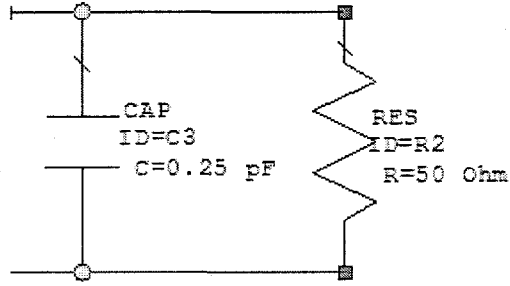 CAP
ID=C3
C=0.25 pF
RES
ID=R2
R=50 Ohm